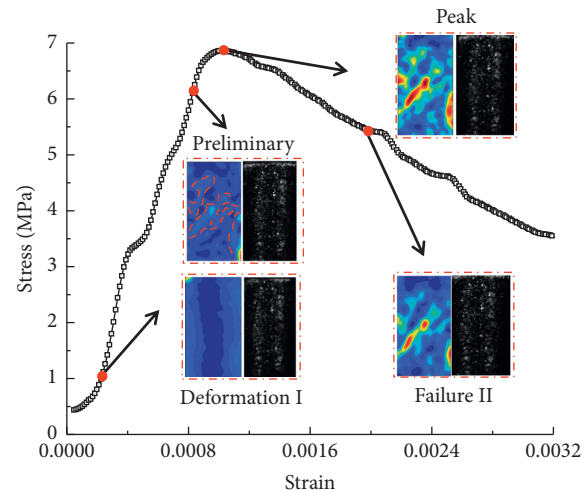 Peak
7
6
5
4
3
2
1
0
Stress (MPa)
Preliminary
Deformation I
Failure II
0.0000
0.0008
0.0016
0.0024
0.0032
Strain